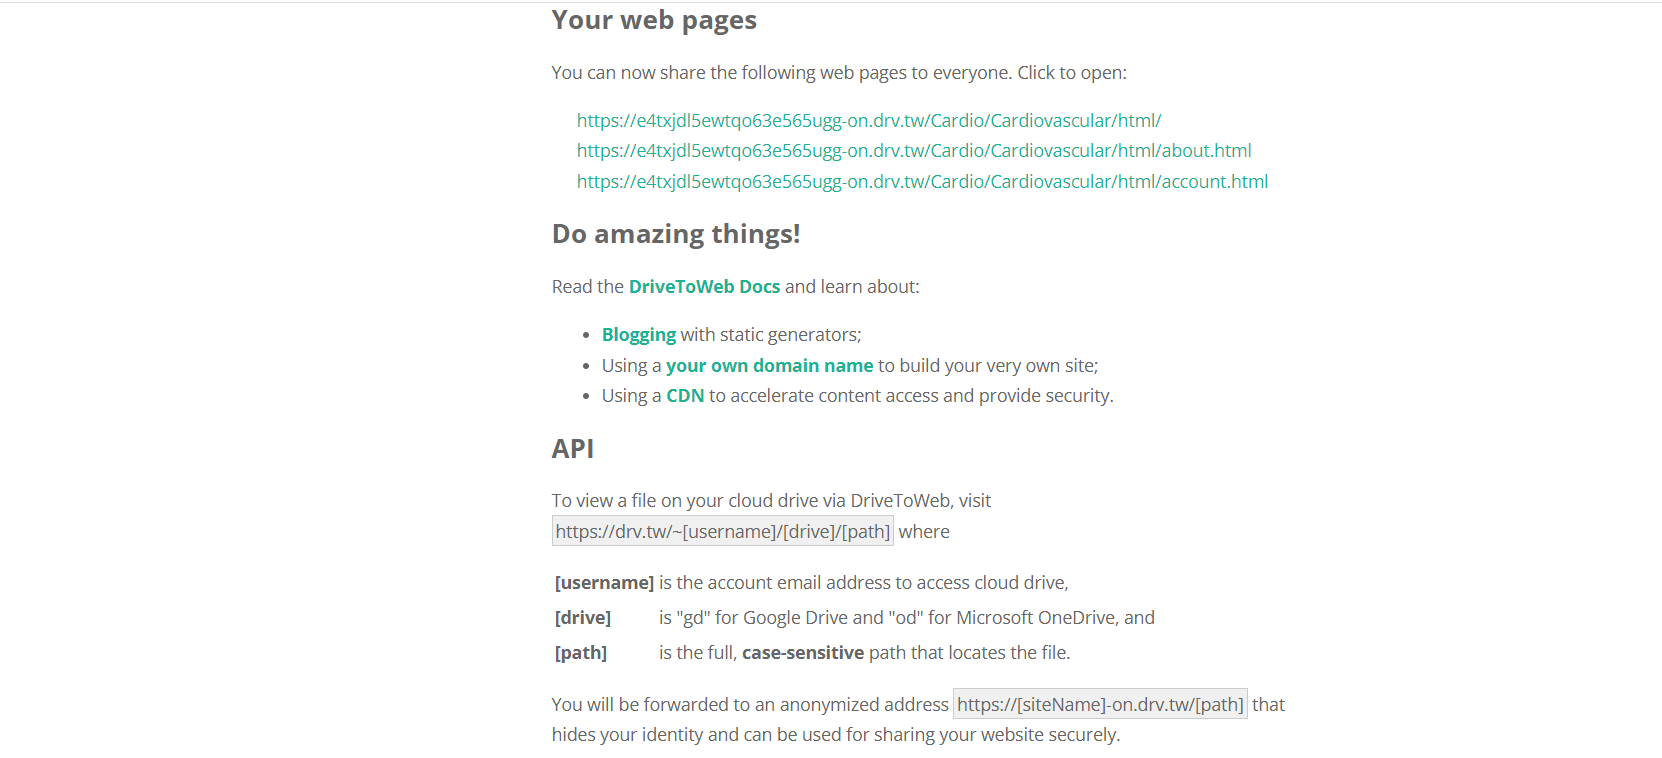 Your web pages
You can now share the following web pages to everyone. Click to open:
https://e4txjdl5ewtqo63e565ugg-on.drv.tw/Cardio/Cardiovascular/html/
https://e4txjdl5ewtqo63e565ugg-on.drv.tw/Cardio/Cardiovascular/html/about.html
https://e4txjdl5ewtqo63e565ugg-on.drv.tw/Cardio/Cardiovascular/html/account.html
Do amazing things!
Read the DriveToWeb Docs and learn about:
• Blogging with static generators;
• Using a your own domain name to build your very own site;
• Using a CDN to accelerate content access and provide security.
API
To view a file on your cloud drive via DriveToWeb, visit
https://drv.tw/~[username]/[drive]/[path] where
[username] is the account email address to access cloud drive,
[drive] is "gd" for Google Drive and "od" for Microsoft OneDrive, and
[path] is the full, case-sensitive path that locates the file.
You will be forwarded to an anonymized address https://[siteName]-on.drv.tw/[path] that
hides your identity and can be used for sharing your website securely.